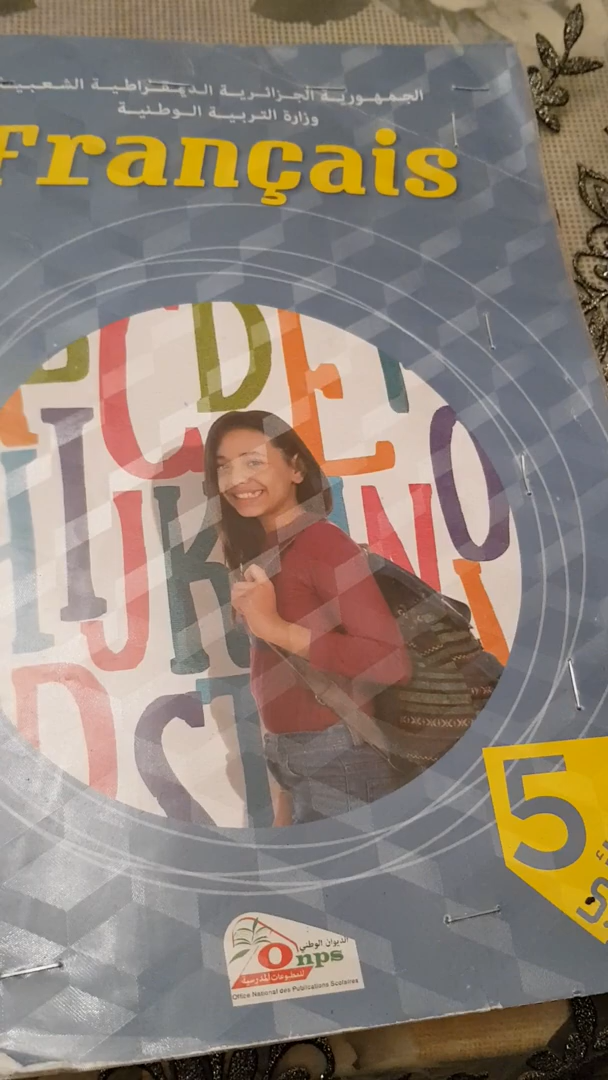 الجمهورية الجزائرية الديمقراطية الشعبية
وزارة التربية الوطنية
Français
C D E
I J K N O
S T
5
الديوان الوطني
Onps
للمطبوعات المدرسية
Office National des Publications Scolaires